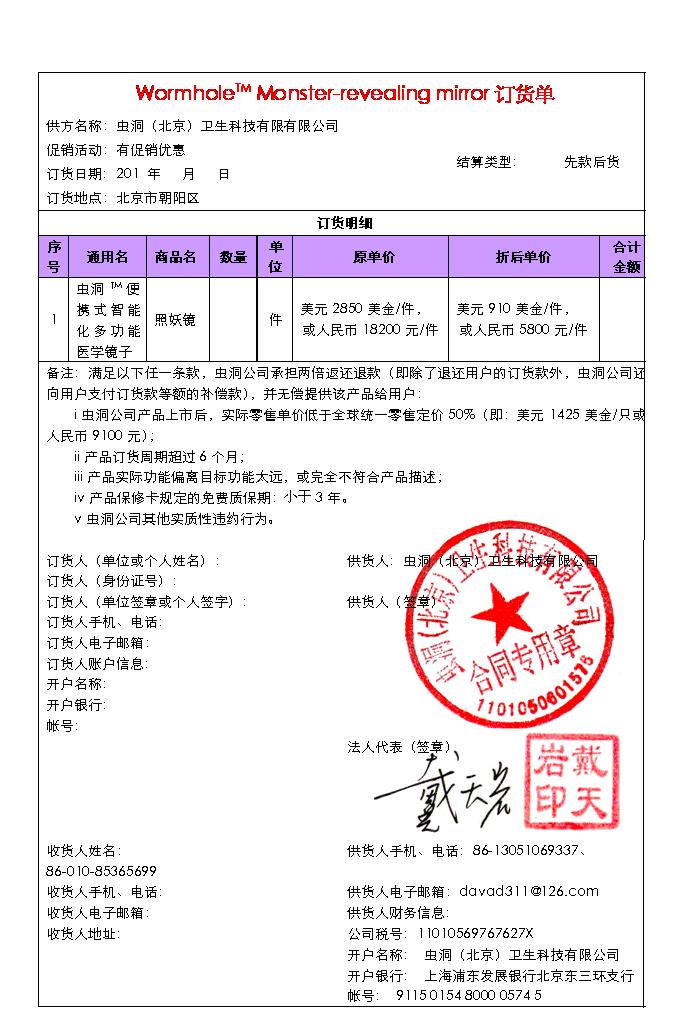 Wormhole™ Monster-revealing mirror 订货单
供方名称：虫洞（北京）卫生科技有限有限公司
促销活动：有促销优惠
结算类型： 先款后货
订货日期：201 年 月 日
订货地点：北京市朝阳区
订货明细
序号 通用名 商品名 数量 单位 原单价 折后单价 合计金额
1 虫洞™便携式智能化多功能医学镜子 照妖镜 件 美元 2850 美金/件，或人民币 18200 元/件 美元 910 美金/件，或人民币 5800 元/件
备注：满足以下任一条款，虫洞公司承担两倍返还退款（即除了退还用户的订货款外，虫洞公司还
向用户支付订货款等额的补偿款），并无偿提供该产品给用户：
i 虫洞公司产品上市后，实际零售单价低于全球统一零售定价 50%（即：美元 1425 美金/只或
人民币 9100 元）；
ii 产品订货周期超过 6 个月；
iii 产品实际功能偏离目标功能太远，或完全不符合产品描述；
iv 产品保修卡规定的免费质保期：小于 3 年。
v 虫洞公司其他实质性违约行为。
订货人（单位或个人姓名）： 供货人：虫洞（北京）卫生科技有限公司
订货人（身份证号）：
订货人（单位签章或个人签字）： 供货人（签章）
订货人手机、电话：
订货人电子邮箱：
订货人账户信息：
开户名称：
开户银行：
帐号：
虫洞（北京）卫生科技有限公司
合同专用章
1101050601576
法人代表（签章）
戴天岩
戴天岩印
收货人姓名： 供货人手机、电话：86-13051069337、
86-010-85365699
收货人手机、电话： 供货人电子邮箱：davad311@126.com
收货人电子邮箱： 供货人财务信息：
收货人地址： 公司税号：11010569767627X
开户名称： 虫洞（北京）卫生科技有限公司
开户银行： 上海浦东发展银行北京东三环支行
帐号： 9115 0154 8000 0574 5